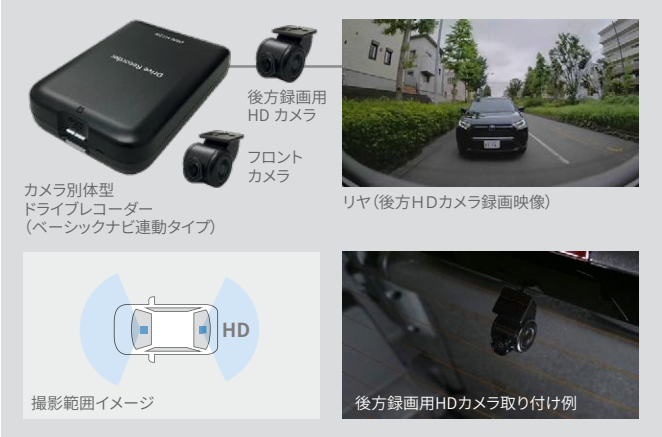 Drive Recorder
後方録画用
HD カメラ
フロント
カメラ
カメラ別体型
ドライブレコーダー
（ベーシックナビ連動タイプ）
リヤ（後方HDカメラ録画映像）
HD
撮影範囲イメージ
後方録画用HDカメラ取り付け例